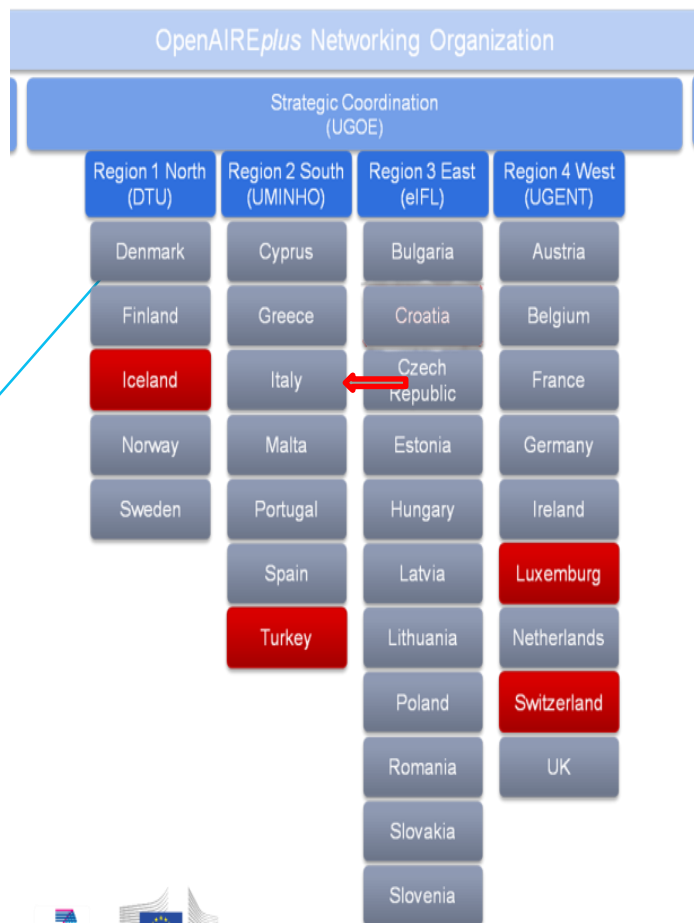 OpenAIREplus Networking Organization
Strategic Coordination
(UGOE)
Region 1 North
(DTU)
Region 2 South
(UMINHO)
Region 3 East
(eIFL)
Region 4 West
(UGENT)
Denmark
Cyprus
Bulgaria
Austria
Finland
Greece
Croatia
Belgium
Iceland
Italy
Czech
Republic
France
Norway
Malta
Estonia
Germany
Sweden
Portugal
Hungary
Ireland
Spain
Latvia
Luxemburg
Turkey
Lithuania
Netherlands
Poland
Switzerland
Romania
UK
Slovakia
Slovenia